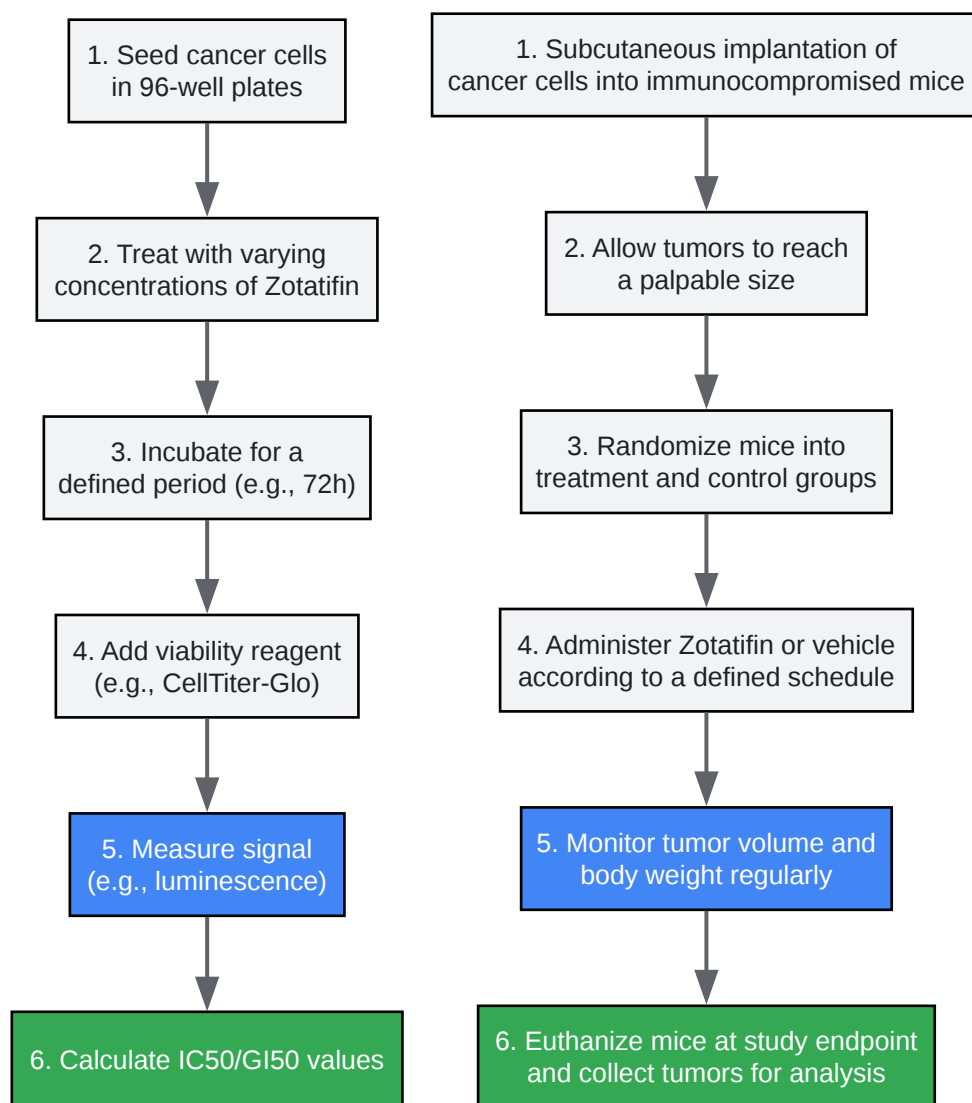 1. Seed cancer cells
in 96-well plates
2. Treat with varying
concentrations of Zotatifin
3. Incubate for a
defined period (e.g., 72h)
4. Add viability reagent
(e.g., CellTiter-Glo)
5. Measure signal
(e.g., luminescence)
6. Calculate IC50/GI50 values
1. Subcutaneous implantation of
cancer cells into immunocompromised mice
2. Allow tumors to reach
a palpable size
3. Randomize mice into
treatment and control groups
4. Administer Zotatifin or vehicle
according to a defined schedule
5. Monitor tumor volume and
body weight regularly
6. Euthanize mice at study endpoint
and collect tumors for analysis